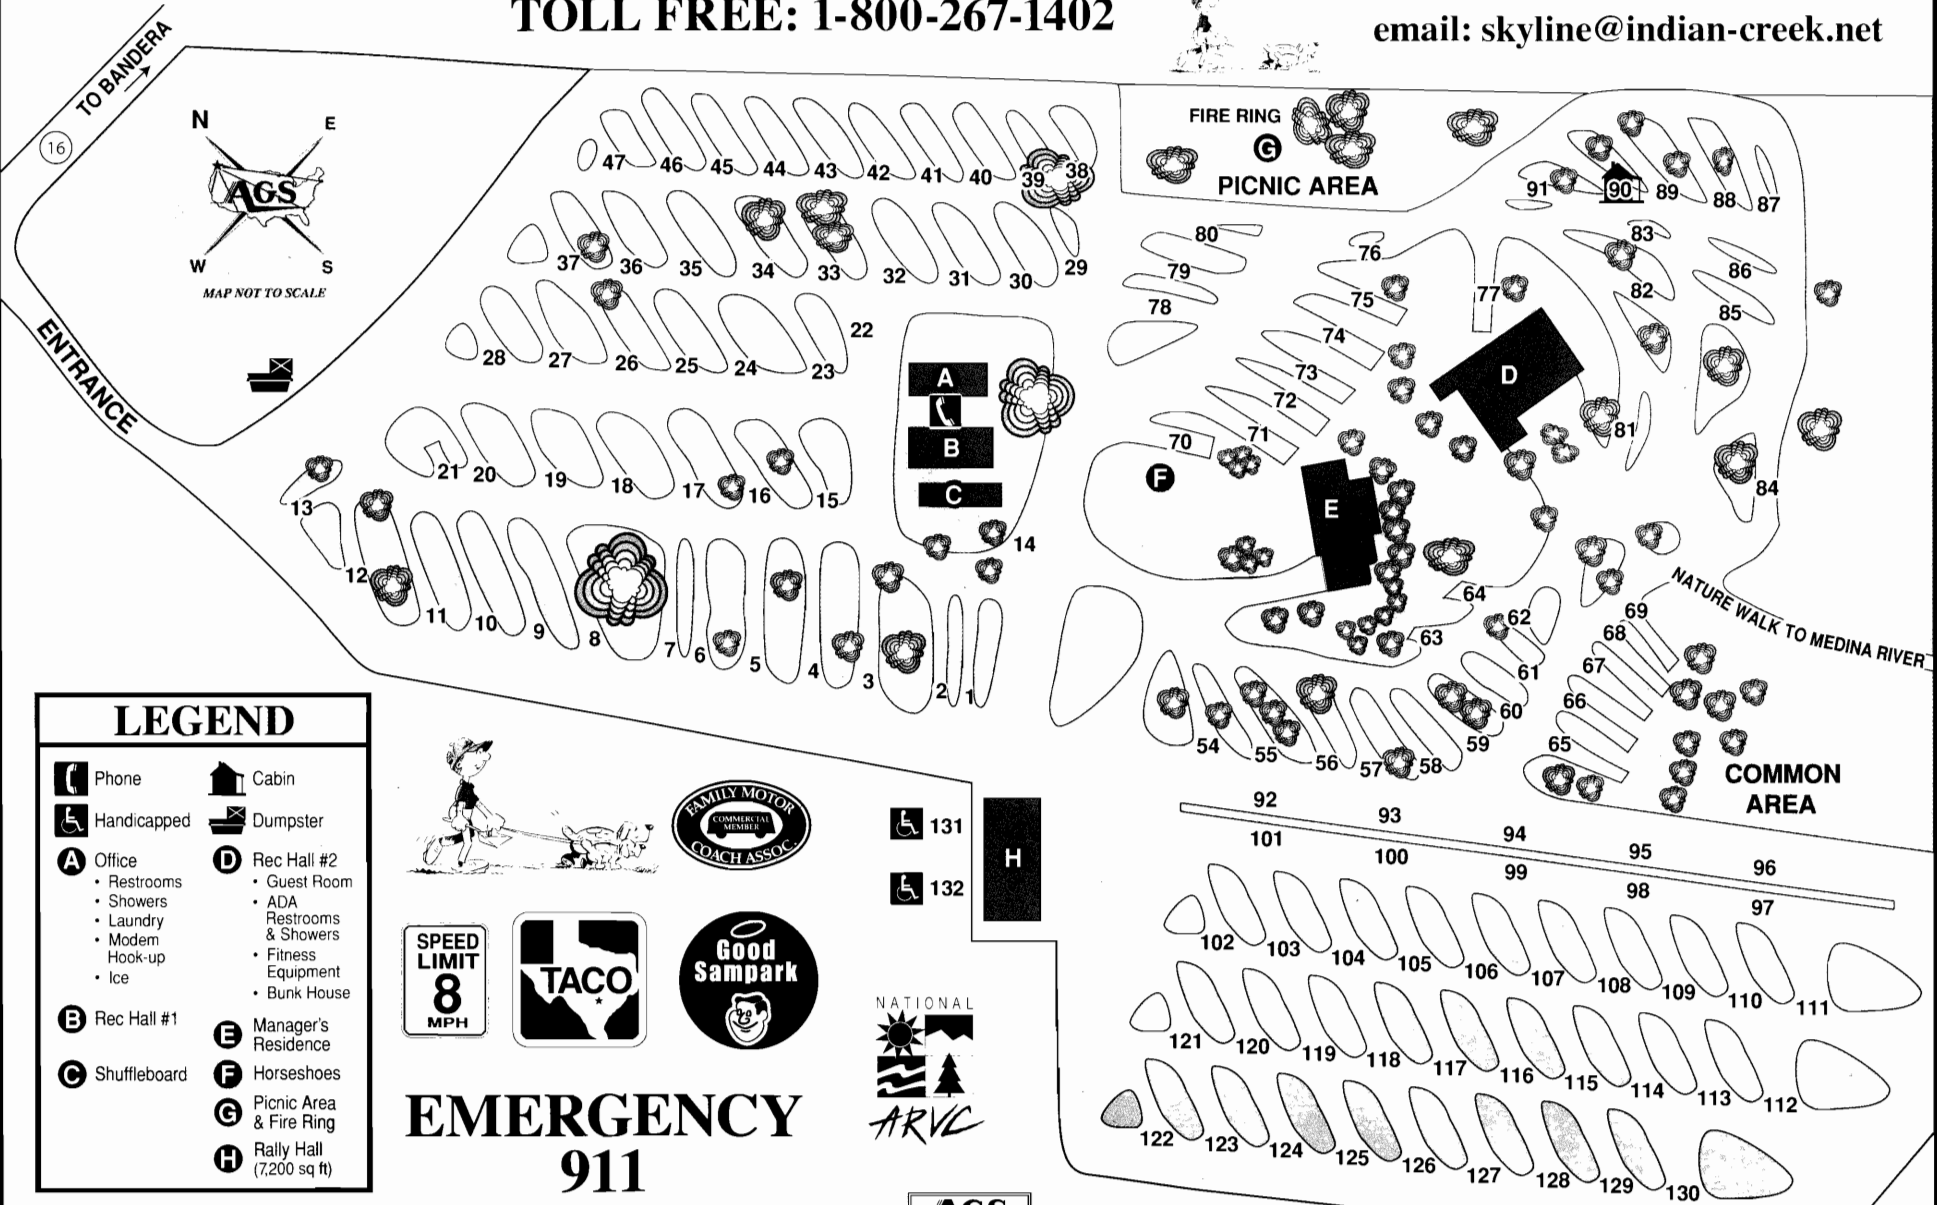 TOLL FREE: 1-800-267-1402
email: skyline@indian-creek.net
TO BANDERA
16
N
E
AGS
W
S
MAP NOT TO SCALE
ENTRANCE
FIRE RING
G
PICNIC AREA
47 46 45 44 43 42 41 40 39 38
37 36 35 34 33 32 31 30 29
28 27 26 25 24 23 22
21 20 19 18 17 16 15
13 12 11 10 9 8 7 6 5 4 3 2 1
14
A
B
C
91 90 89 88 87
80 79 78
76 75 74 73 72 71 70
77
83 82 81
86 85 84
D
E
F
64 63 62 61 60 59
69 68 67 66 65
NATURE WALK TO MEDINA RIVER
54 55 56 57 58
COMMON
AREA
92 93 94 95 96
101 100 99 98 97
102 103 104 105 106 107 108 109 110 111
121 120 119 118 117 116 115 114 113 112
122 123 124 125 126 127 128 129 130
131
132
H
LEGEND
Phone
Handicapped
A Office
• Restrooms
• Showers
• Laundry
• Modem
Hook-up
• Ice
B Rec Hall #1
C Shuffleboard
Cabin
Dumpster
D Rec Hall #2
• Guest Room
• ADA
Restrooms
& Showers
• Fitness
Equipment
• Bunk House
E Manager's
Residence
F Horseshoes
G Picnic Area
& Fire Ring
H Rally Hall
(7,200 sq ft)
FAMILY MOTOR
COMMERCIAL
MEMBER
COACH ASSOC.
SPEED
LIMIT
8
MPH
TACO
Good
Sampark
NATIONAL
ARVC
EMERGENCY
911
AGS